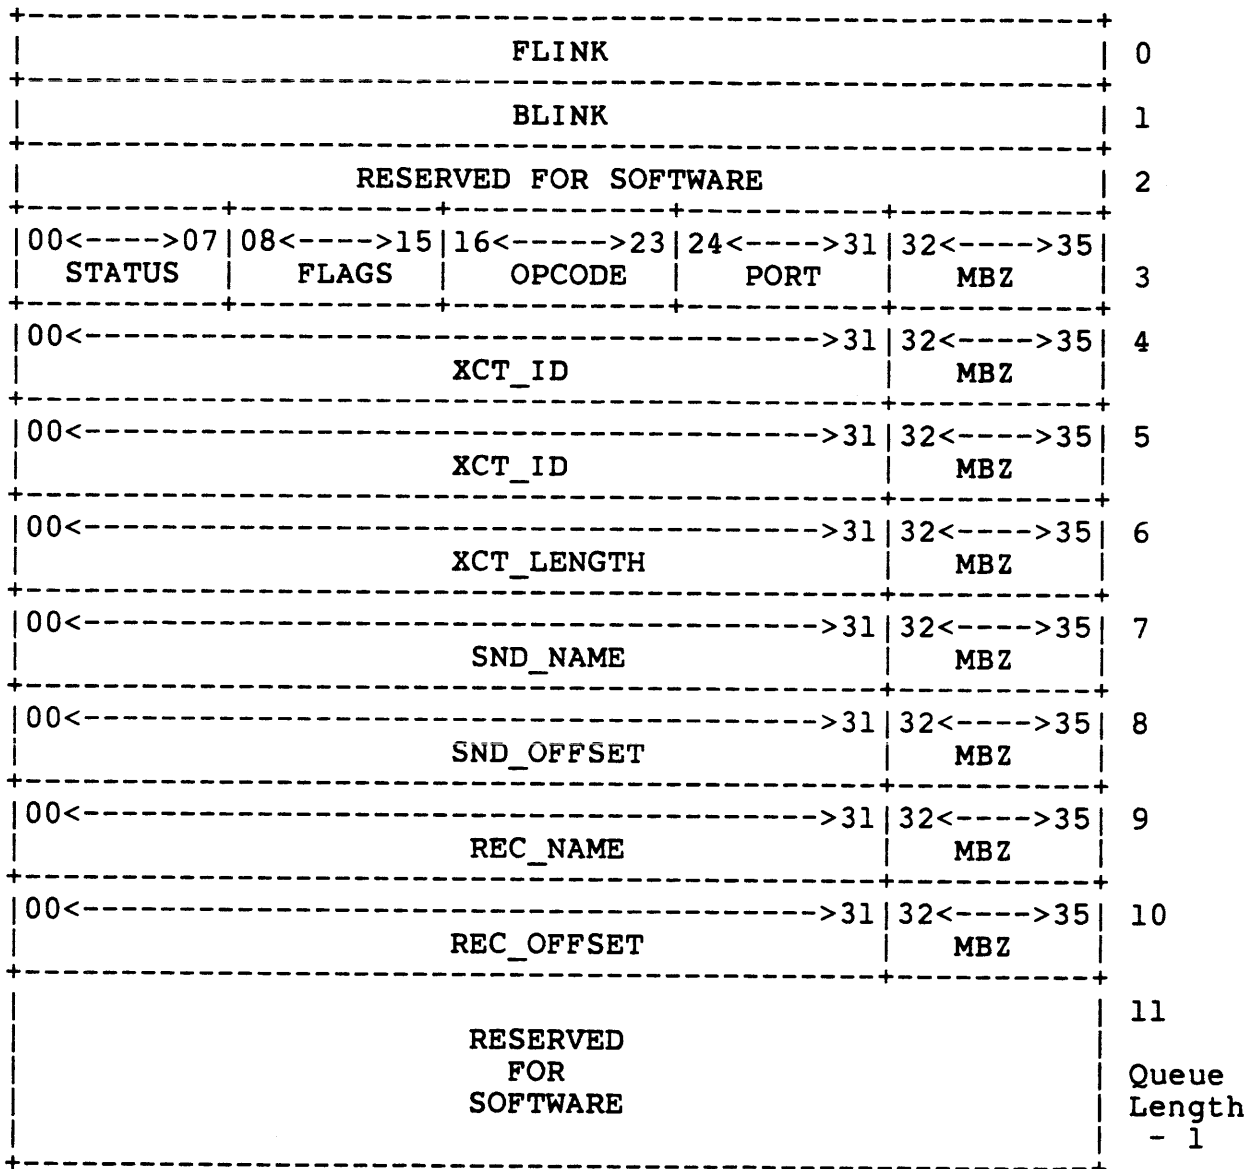 FLINK 0
BLINK 1
RESERVED FOR SOFTWARE 2
|00<---->07|08<---->15|16<----->23|24<---->31|32<---->35|
STATUS | FLAGS | OPCODE | PORT | MBZ 3
|00<-------------------------------------->31|32<---->35| 4
XCT_ID | MBZ
|00<-------------------------------------->31|32<---->35| 5
XCT_ID | MBZ
|00<-------------------------------------->31|32<---->35| 6
XCT_LENGTH | MBZ
|00<-------------------------------------->31|32<---->35| 7
SND_NAME | MBZ
|00<-------------------------------------->31|32<---->35| 8
SND_OFFSET | MBZ
|00<-------------------------------------->31|32<---->35| 9
REC_NAME | MBZ
|00<-------------------------------------->31|32<---->35| 10
REC_OFFSET | MBZ
11
RESERVED
FOR Queue
SOFTWARE Length
- 1